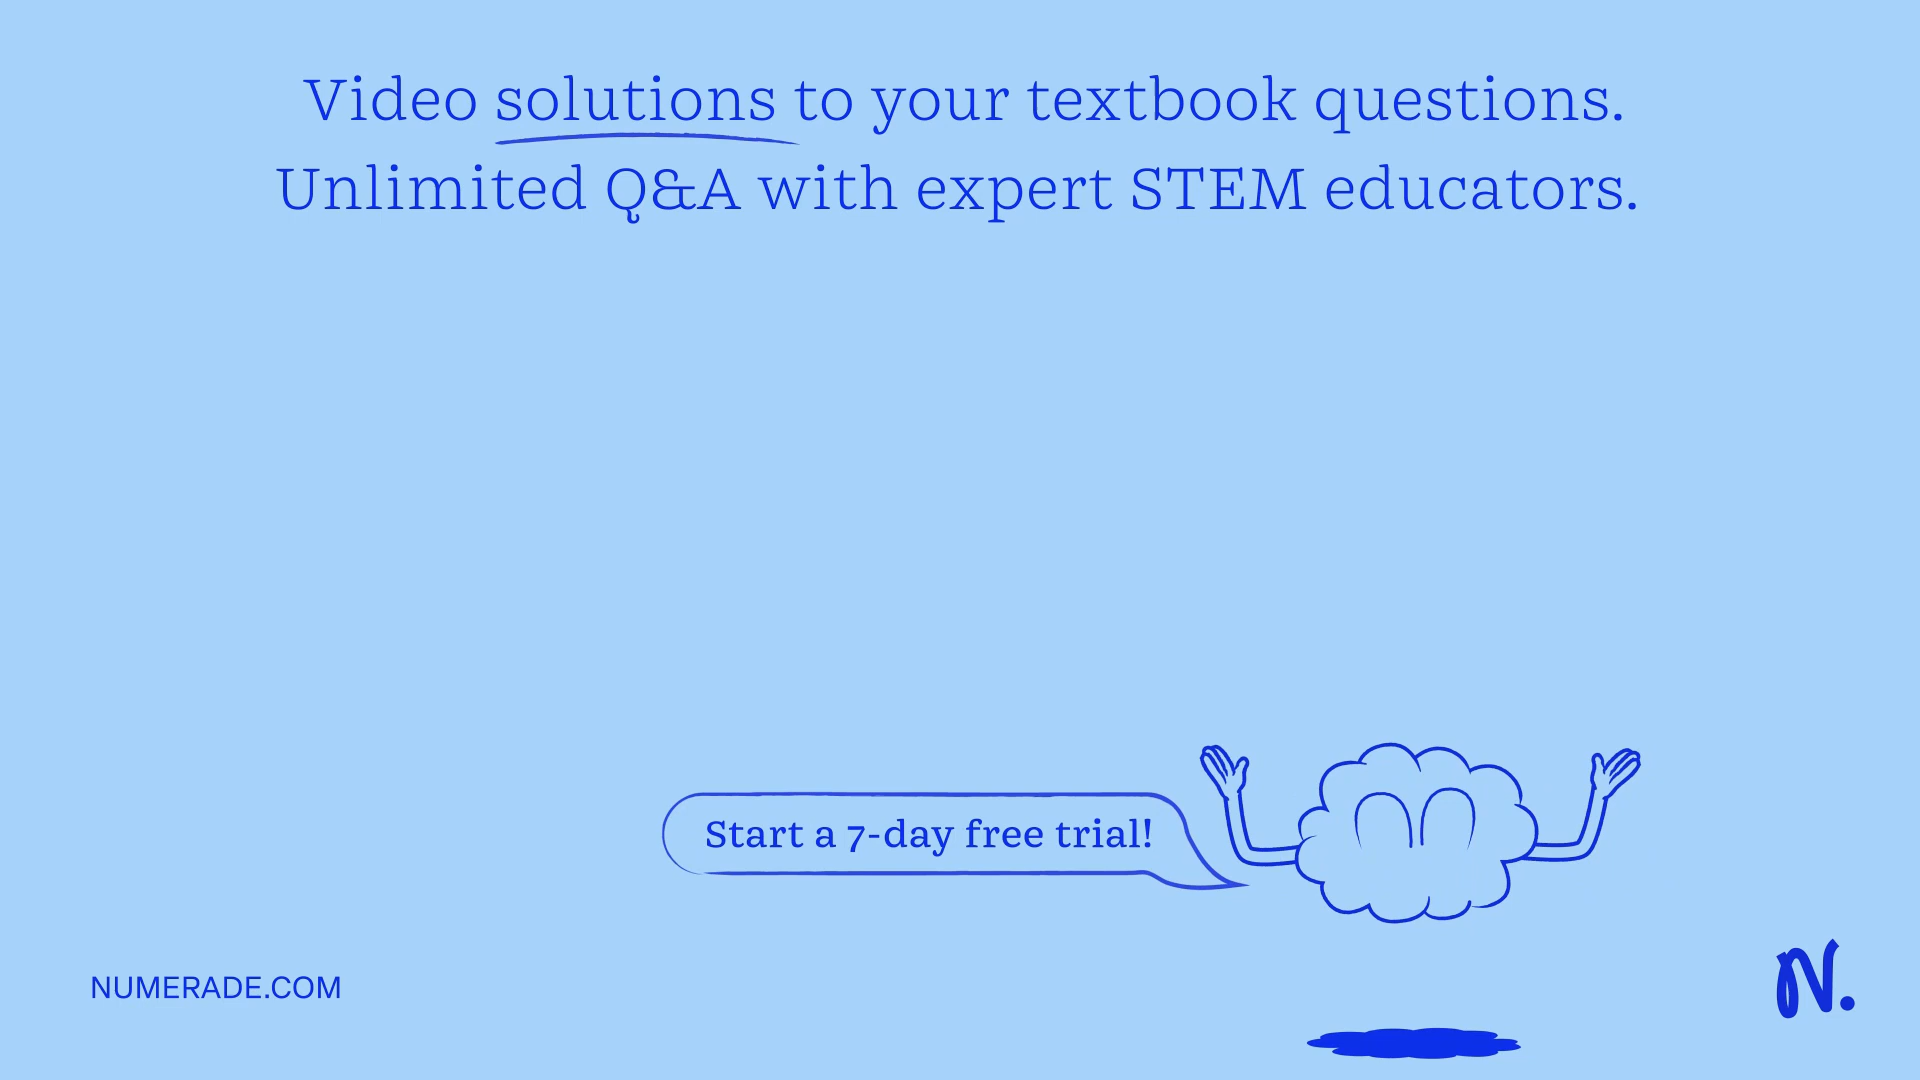 Video solutions to your textbook questions.
Unlimited Q&A with expert STEM educators.
Start a 7-day free trial!
NUMERADE.COM
N.